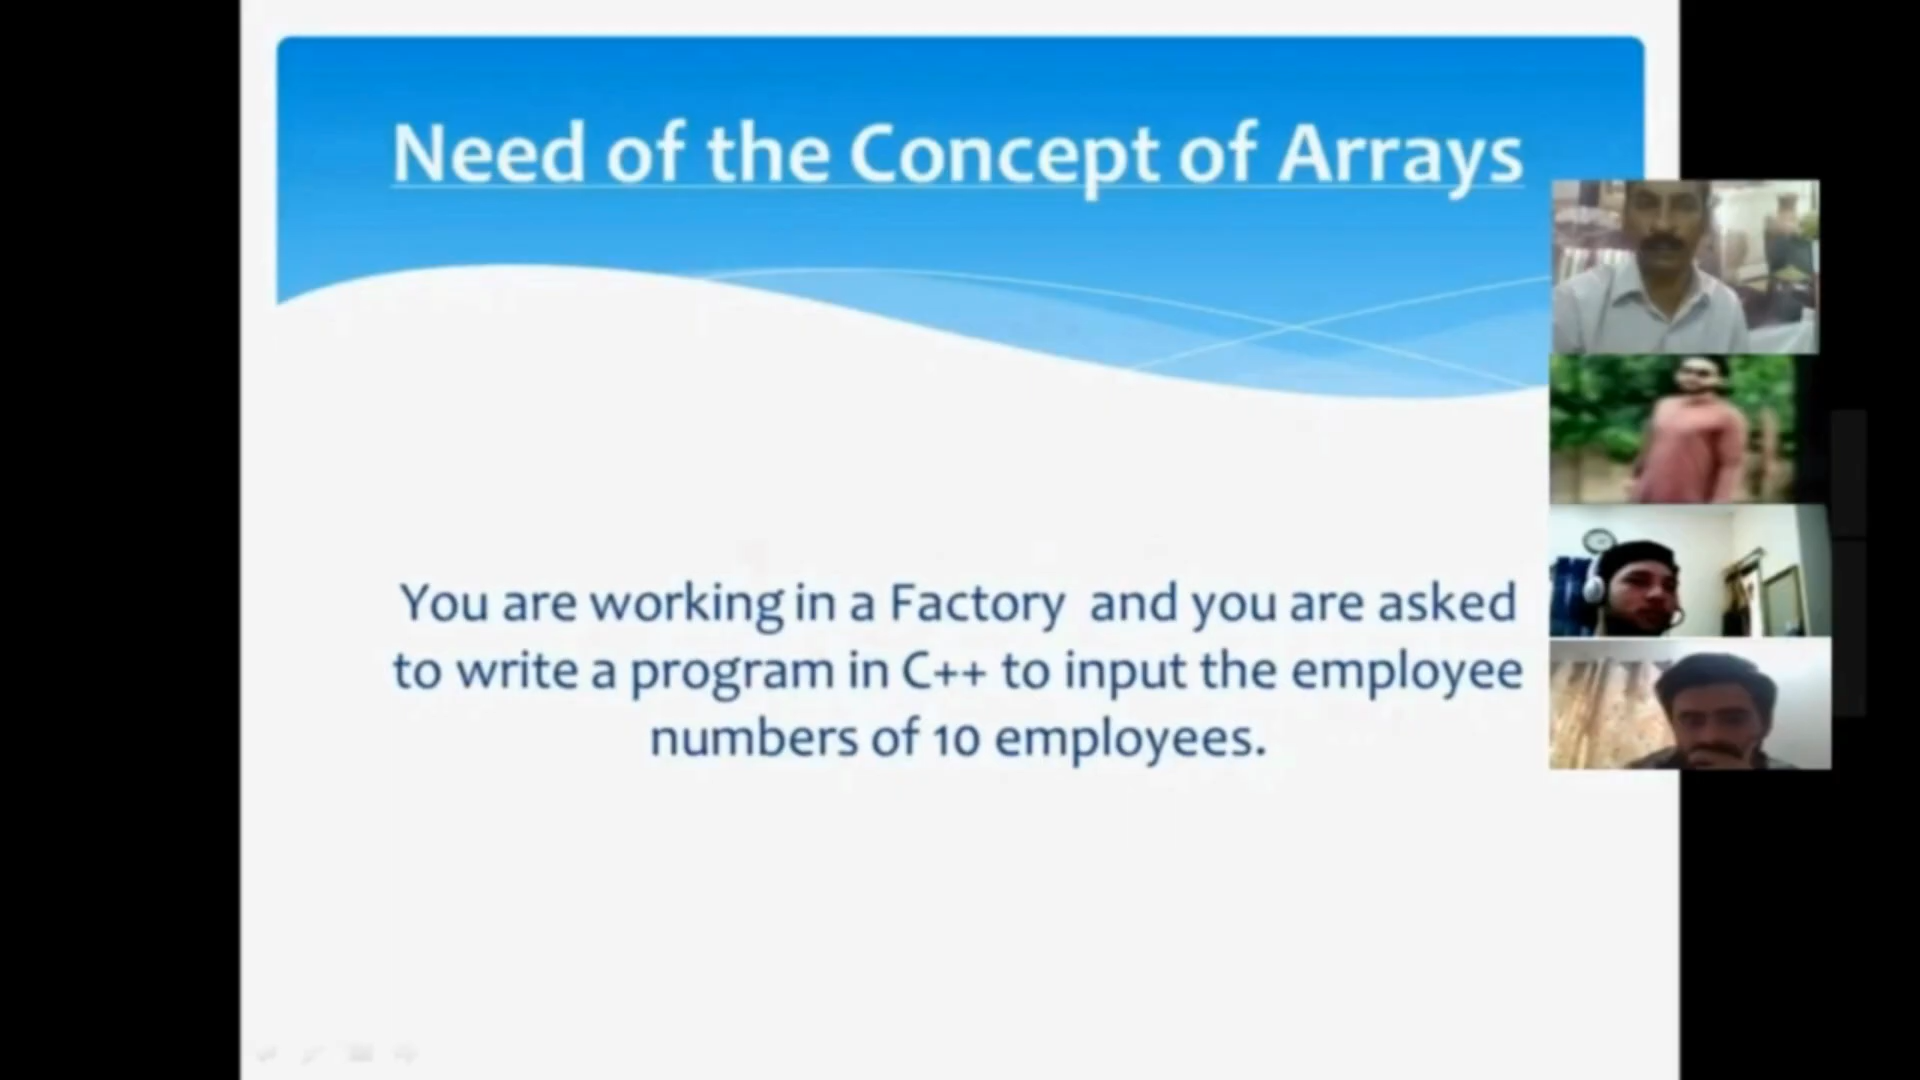 Need of the Concept of Arrays
You are working in a Factory and you are asked
to write a program in C++ to input the employee
numbers of 10 employees.